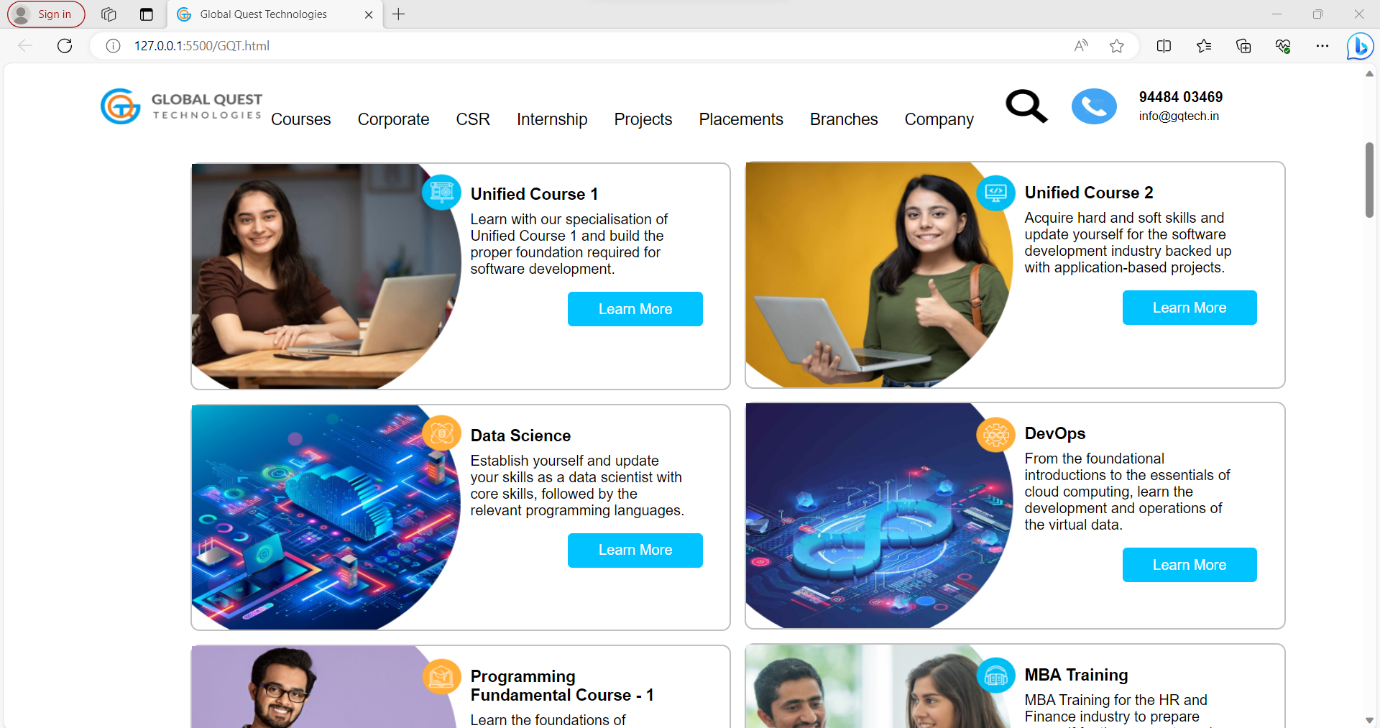 Sign in
Global Quest Technologies
127.0.0.1:5500/GQT.html
GLOBAL QUEST
TECHNOLOGIES
Courses Corporate CSR Internship Projects Placements Branches Company
94484 03469
info@gqtech.in
Unified Course 1
Learn with our specialisation of
Unified Course 1 and build the
proper foundation required for
software development.
Learn More
Unified Course 2
Acquire hard and soft skills and
update yourself for the software
development industry backed up
with application-based projects.
Learn More
Data Science
Establish yourself and update
your skills as a data scientist with
core skills, followed by the
relevant programming languages.
Learn More
DevOps
From the foundational
introductions to the essentials of
cloud computing, learn the
development and operations of
the virtual data.
Learn More
Programming
Fundamental Course - 1
Learn the foundations of
MBA Training
MBA Training for the HR and
Finance industry to prepare